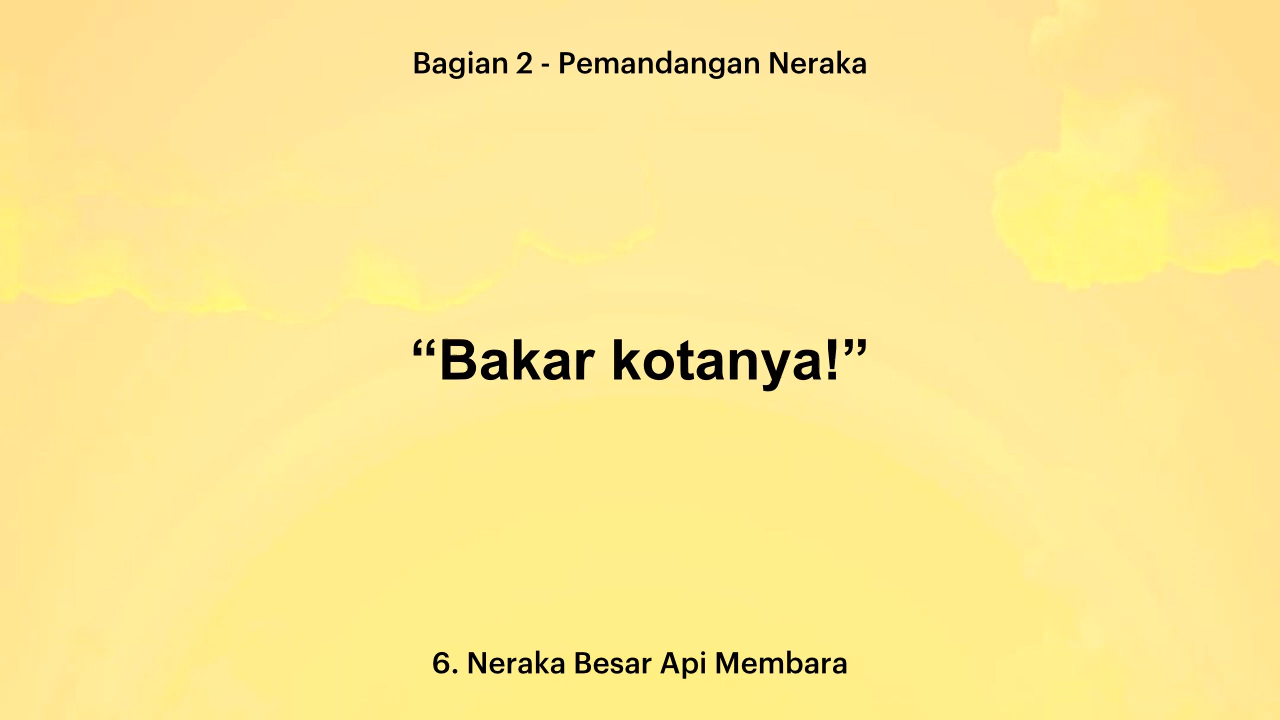 Bagian 2 - Pemandangan Neraka
“Bakar kotanya!”
6. Neraka Besar Api Membara